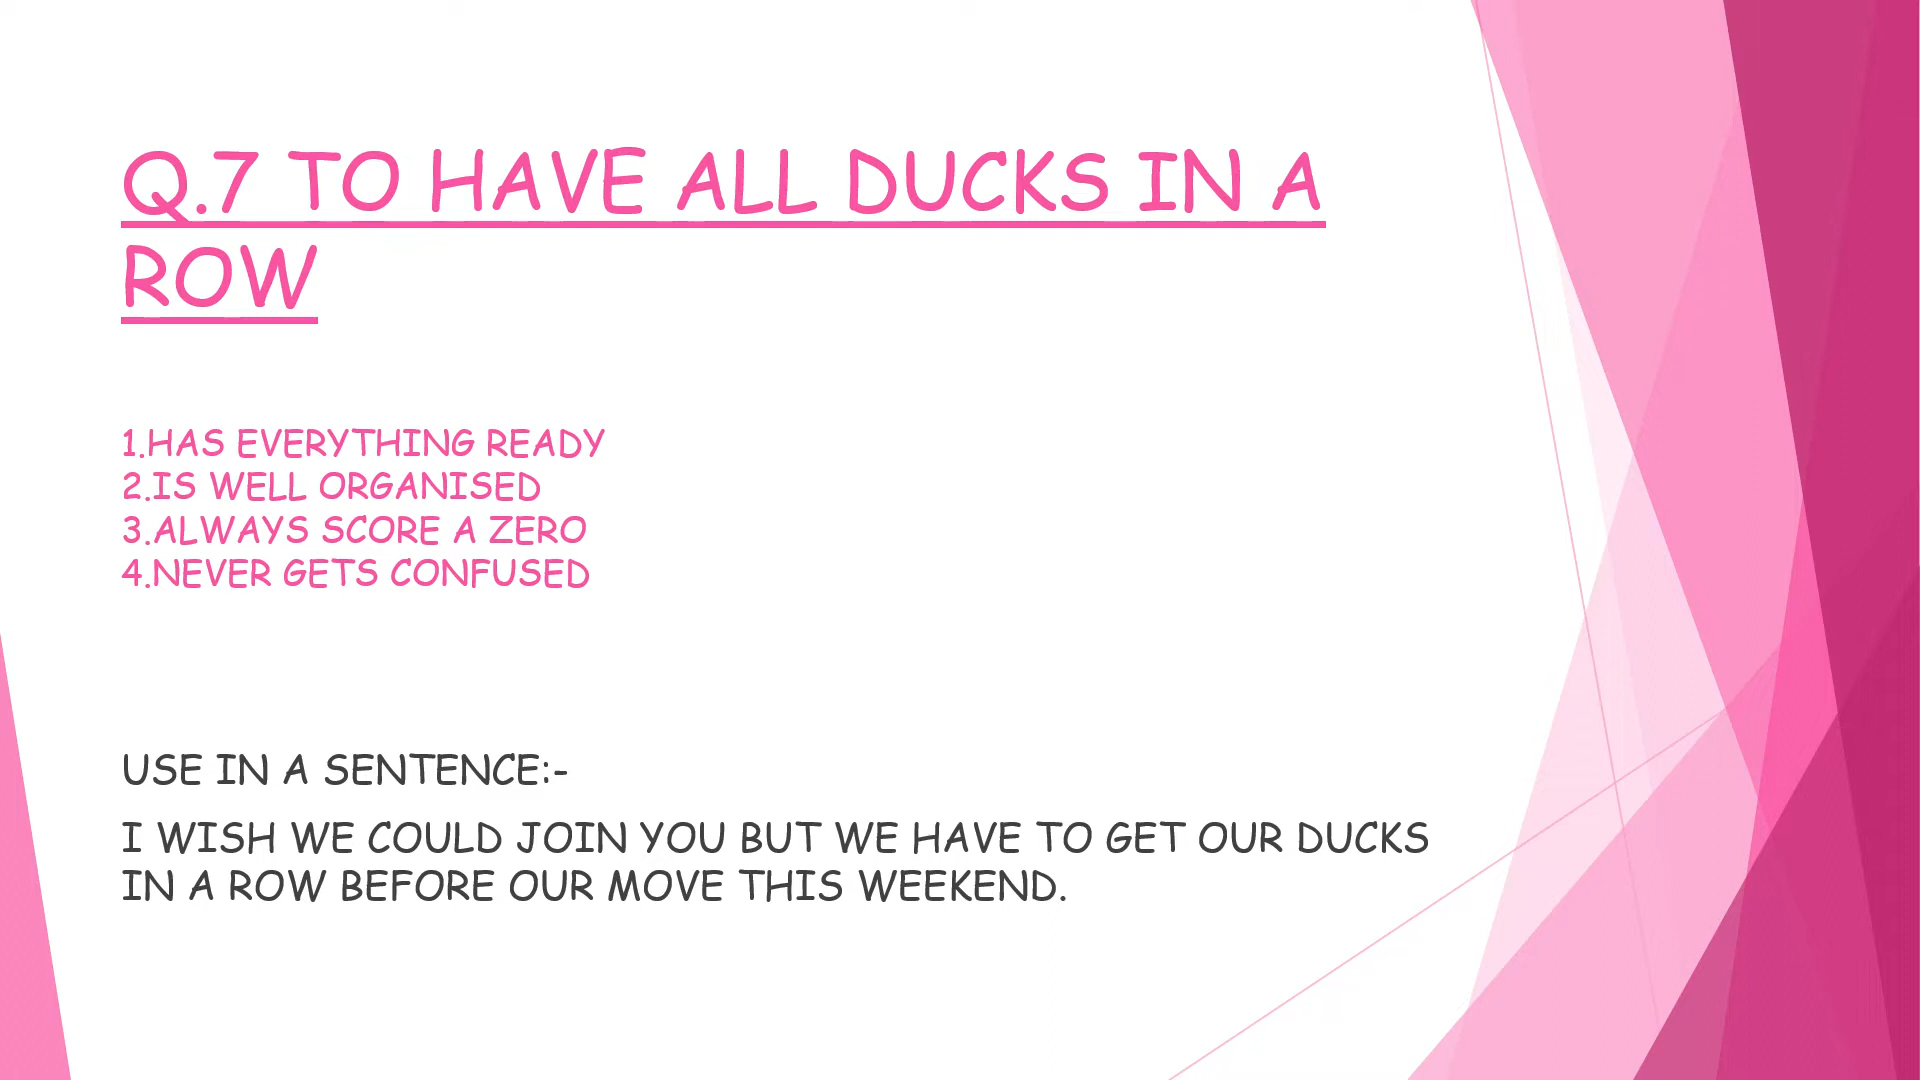 Q.7 TO HAVE ALL DUCKS IN A
ROW
1.HAS EVERYTHING READY
2.IS WELL ORGANISED
3.ALWAYS SCORE A ZERO
4.NEVER GETS CONFUSED
USE IN A SENTENCE:-
I WISH WE COULD JOIN YOU BUT WE HAVE TO GET OUR DUCKS
IN A ROW BEFORE OUR MOVE THIS WEEKEND.